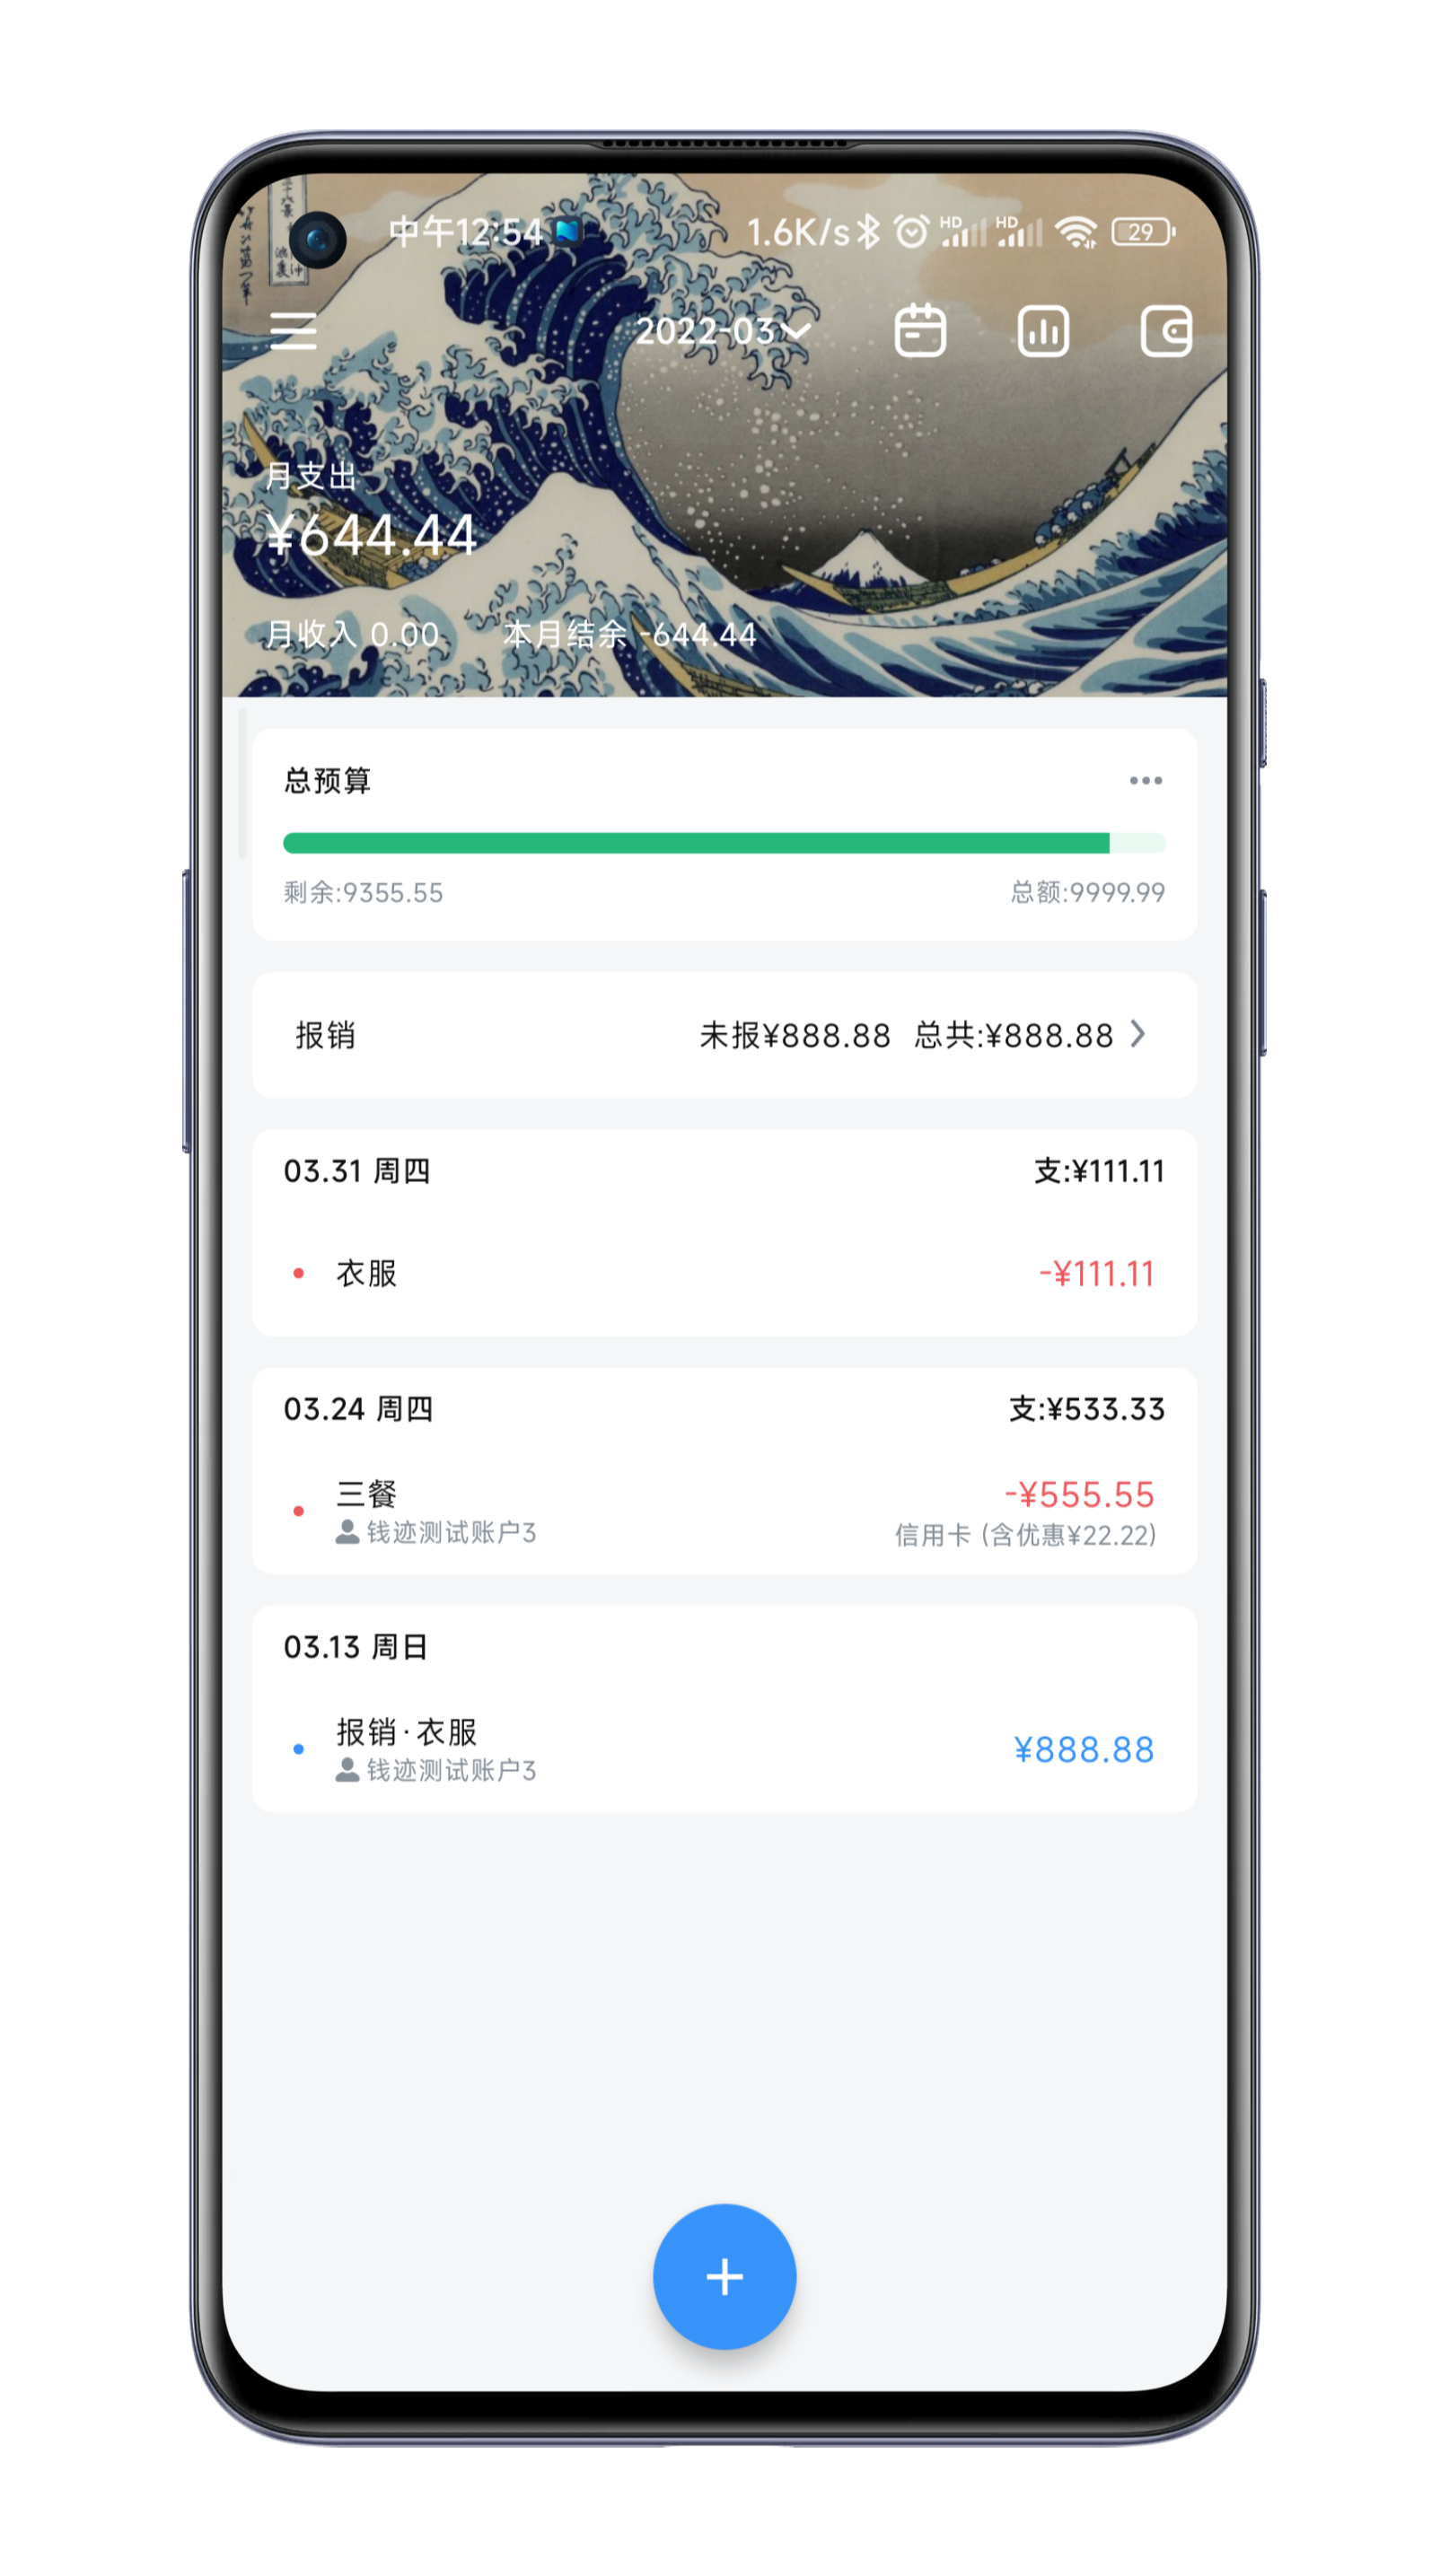 中午12:54
1.6K/s HD HD 29
2022-03
月支出
¥644.44
月收入 0.00 本月结余 -644.44
总预算
剩余:9355.55 总额:9999.99
报销 未报¥888.88 总共:¥888.88
03.31 周四 支:¥111.11
衣服 -¥111.11
03.24 周四 支:¥533.33
三餐 -¥555.55
钱迹测试账户3 信用卡 (含优惠¥22.22)
03.13 周日
报销·衣服 ¥888.88
钱迹测试账户3